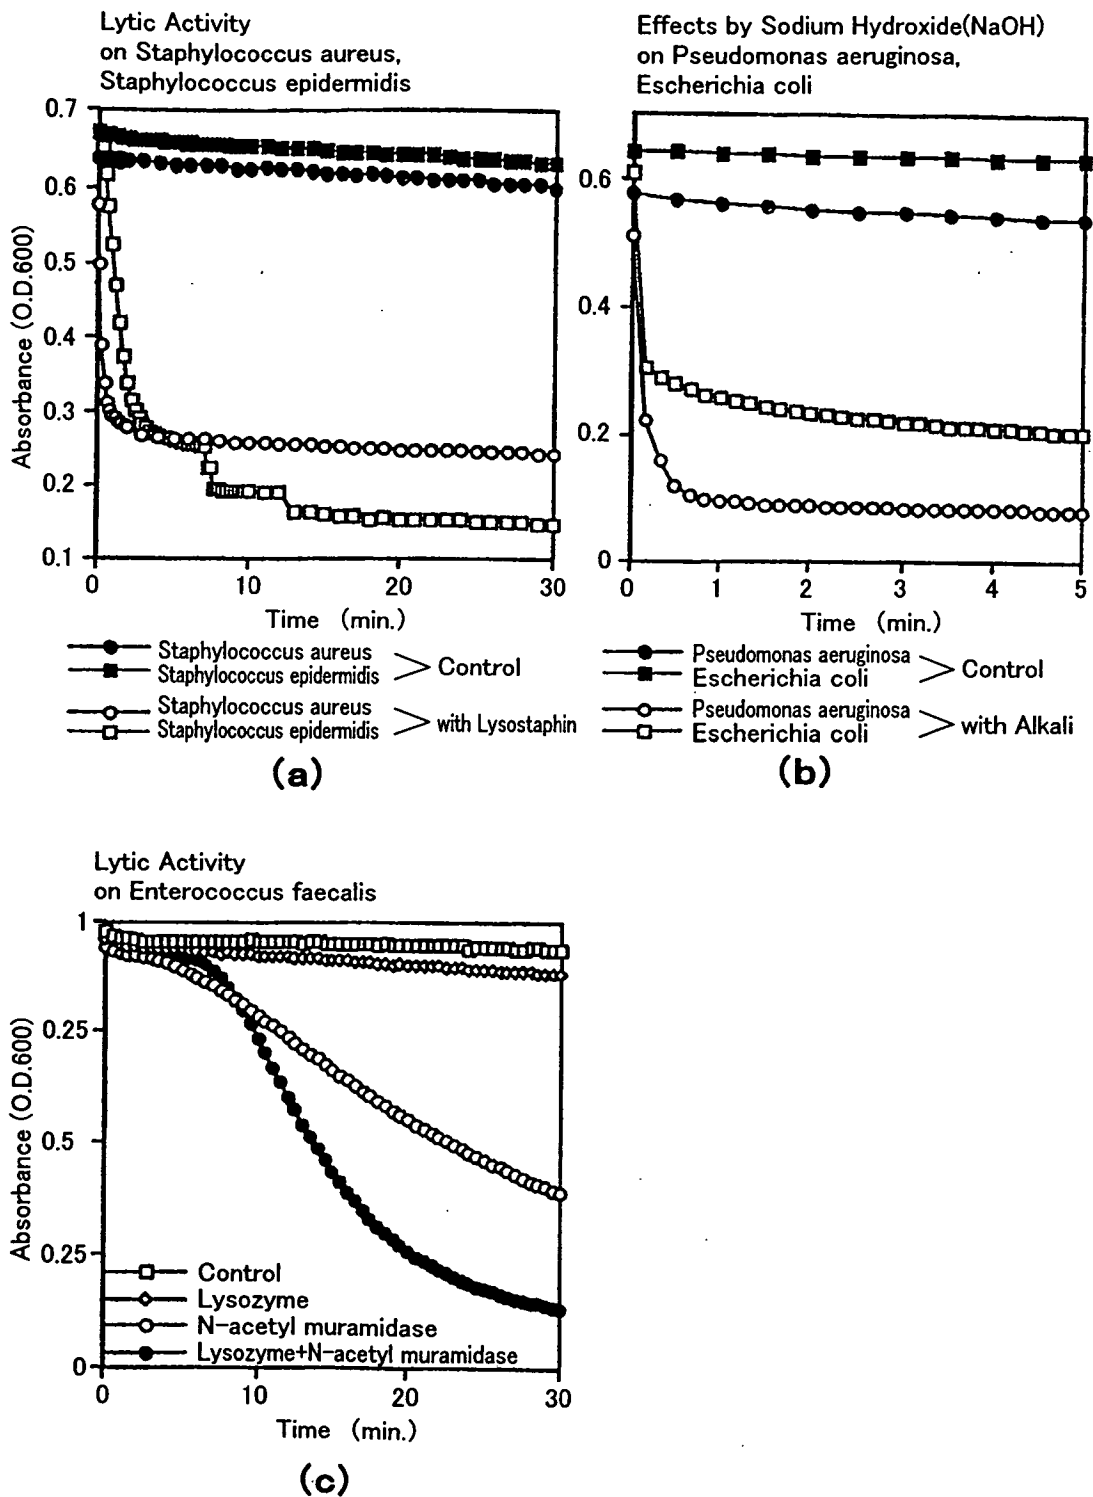 Lytic Activity
on Staphylococcus aureus,
Staphylococcus epidermidis
0.7
0.6
0.5
0.4
0.3
0.2
0.1
Absorbance (O.D.600)
0
10
20
30
Time (min.)
Staphylococcus aureus
Staphylococcus epidermidis
Control
Staphylococcus aureus
Staphylococcus epidermidis
with Lysostaphin
(a)
Effects by Sodium Hydroxide(NaOH)
on Pseudomonas aeruginosa,
Escherichia coli
0.6
0.4
0.2
0
0
1
2
3
4
5
Time (min.)
Pseudomonas aeruginosa
Escherichia coli
Control
Pseudomonas aeruginosa
Escherichia coli
with Alkali
(b)
Lytic Activity
on Enterococcus faecalis
1
0.25
0.5
0.25
0
Absorbance (O.D.600)
Control
Lysozyme
N-acetyl muramidase
Lysozyme+N-acetyl muramidase
0
10
20
30
Time (min.)
(c)